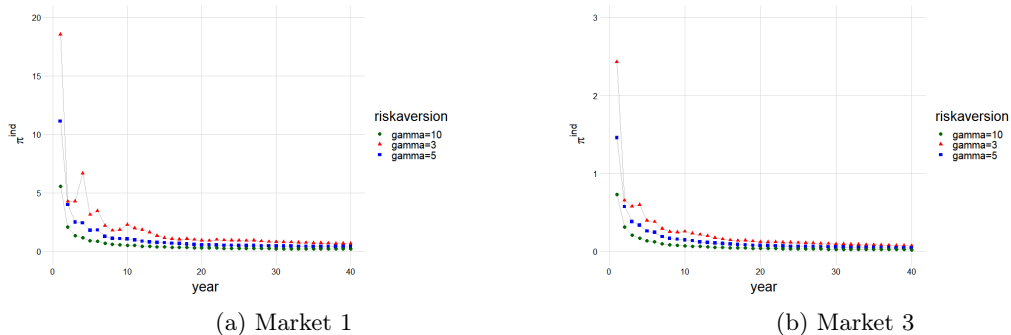 20
15
10
5
0
π^ind
0
10
20
30
40
year
riskaversion
gamma=10
gamma=3
gamma=5
(a) Market 1
3
2
1
0
π^ind
0
10
20
30
40
year
riskaversion
gamma=10
gamma=3
gamma=5
(b) Market 3